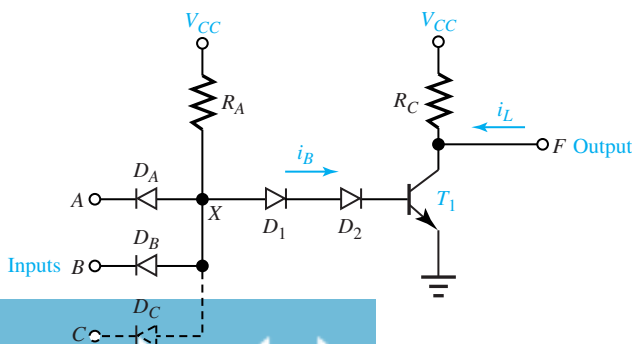 V_CC
V_CC
R_A
R_C
i_L
F Output
i_B
D_A
A
X
D_1
D_2
T_1
D_B
Inputs B
D_C
C